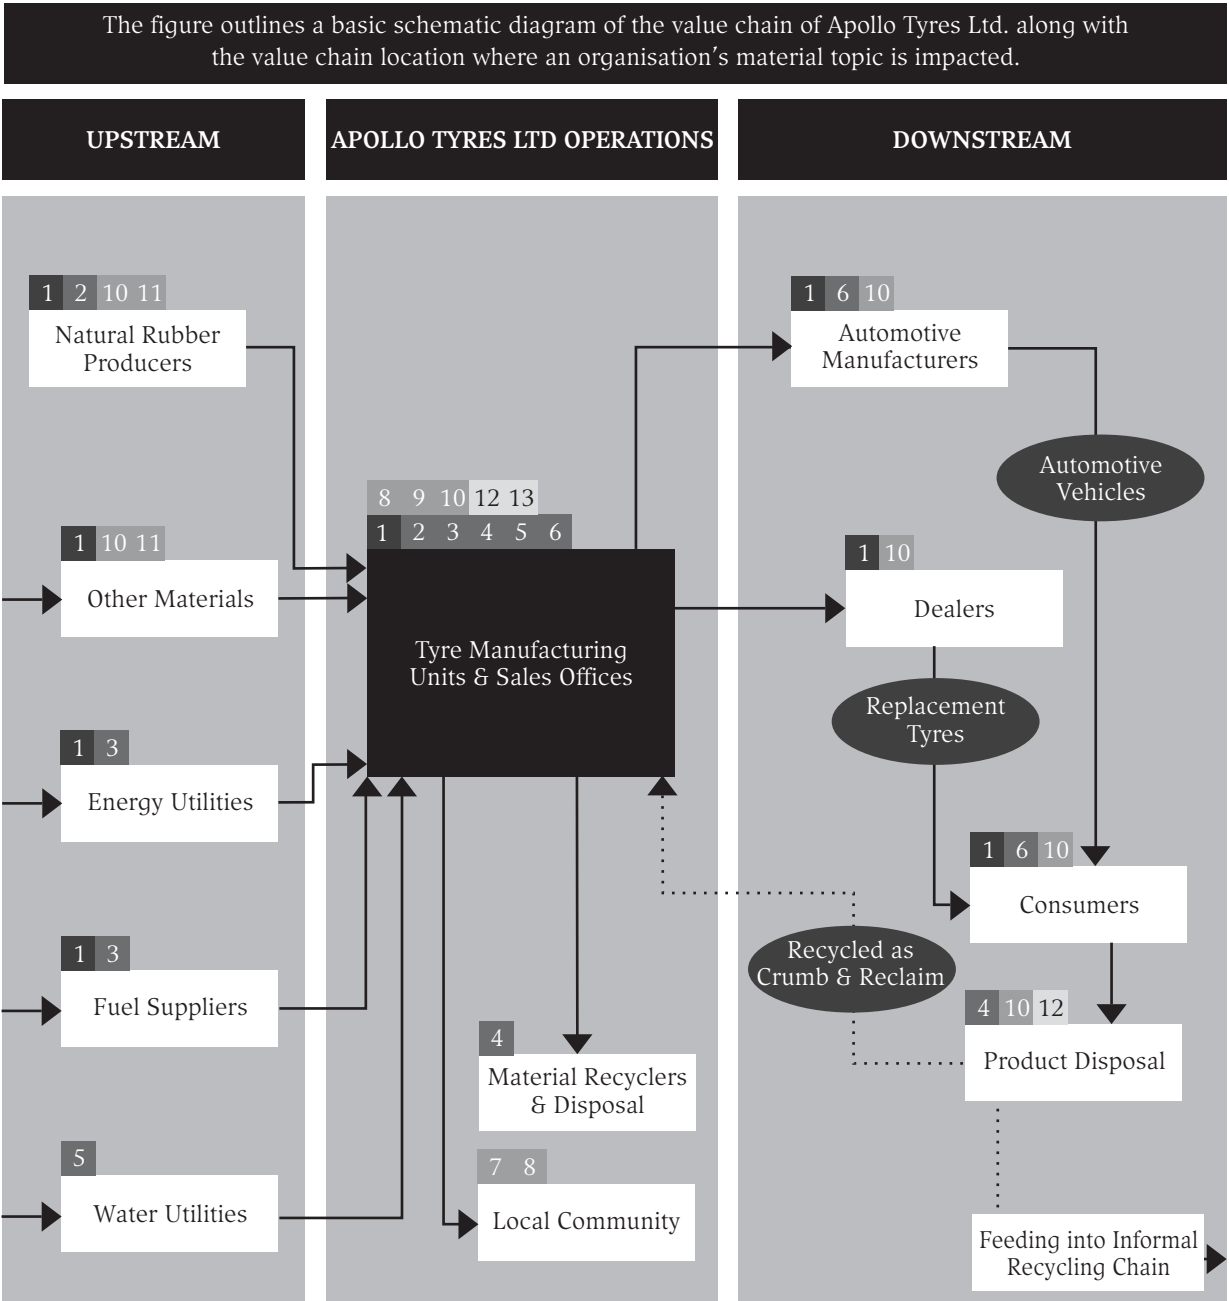 The figure outlines a basic schematic diagram of the value chain of Apollo Tyres Ltd. along with
the value chain location where an organisation's material topic is impacted.
UPSTREAM
APOLLO TYRES LTD OPERATIONS
DOWNSTREAM
1 2 10 11
Natural Rubber
Producers
1 10 11
Other Materials
1 3
Energy Utilities
1 3
Fuel Suppliers
5
Water Utilities
8 9 10 12 13
1 2 3 4 5 6
Tyre Manufacturing
Units & Sales Offices
4
Material Recyclers
& Disposal
7 8
Local Community
1 6 10
Automotive
Manufacturers
Automotive
Vehicles
1 10
Dealers
Replacement
Tyres
1 6 10
Consumers
Recycled as
Crumb & Reclaim
4 10 12
Product Disposal
Feeding into Informal
Recycling Chain